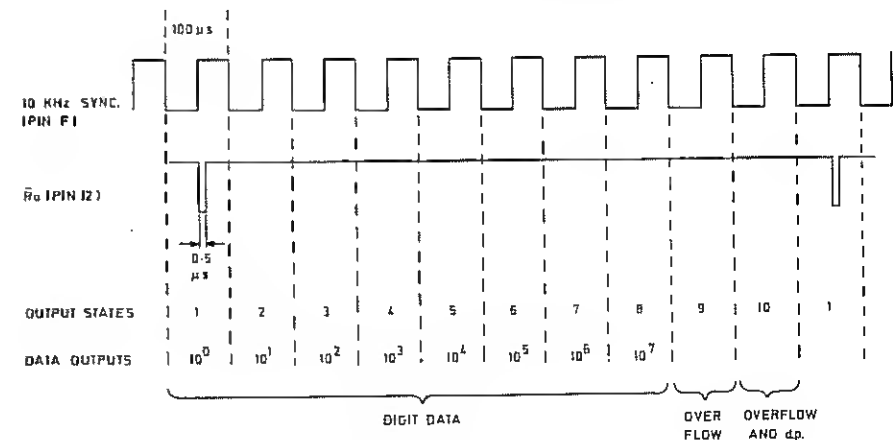 100 μs
10 KHz SYNC.
(PIN F)
R̄o (PIN 12)
0·5
μs
OUTPUT STATES 1 2 3 4 5 6 7 8 9 10 1
DATA OUTPUTS 10⁰ 10¹ 10² 10³ 10⁴ 10⁵ 10⁶ 10⁷
DIGIT DATA
OVER
FLOW
OVERFLOW
AND d.p.